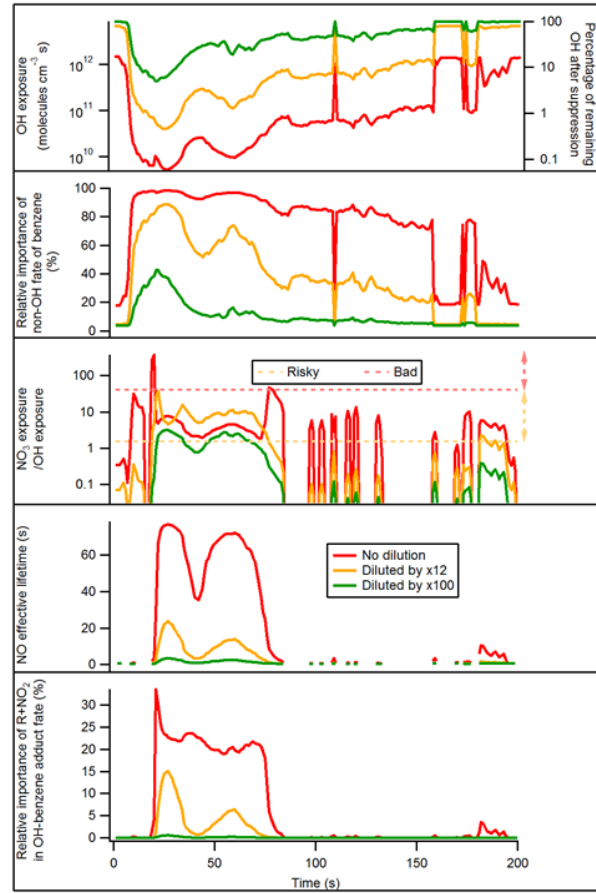 OH exposure
(molecules cm⁻³ s)
10¹²
10¹¹
10¹⁰
100
10
1
0.1
Percentage of remaining
OH after suppression
Relative importance of
non-OH fate of benzene
(%)
100
80
60
40
20
0
NO₃ exposure
/OH exposure
100
10
1
0.1
Risky
Bad
NO effective lifetime (s)
60
40
20
0
No dilution
Diluted by x12
Diluted by x100
Relative importance of R+NO₂
in OH-benzene adduct fate (%)
30
25
20
15
10
5
0
0
50
100
150
200
Time (s)